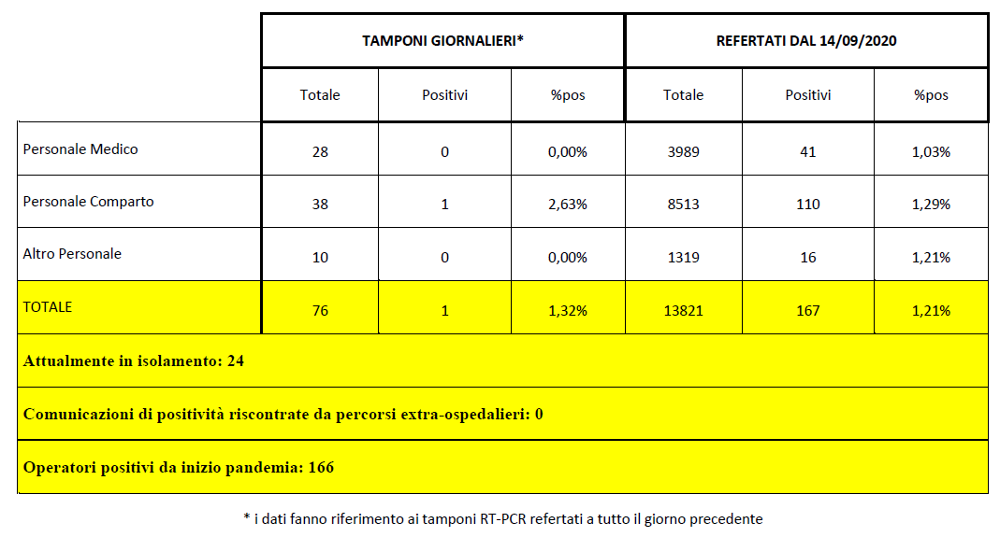 TAMPONI GIORNALIERI* REFERTATI DAL 14/09/2020
Totale Positivi %pos Totale Positivi %pos
Personale Medico 28 0 0,00% 3989 41 1,03%
Personale Comparto 38 1 2,63% 8513 110 1,29%
Altro Personale 10 0 0,00% 1319 16 1,21%
TOTALE 76 1 1,32% 13821 167 1,21%
Attualmente in isolamento: 24
Comunicazioni di positività riscontrate da percorsi extra-ospedalieri: 0
Operatori positivi da inizio pandemia: 166
* i dati fanno riferimento ai tamponi RT-PCR refertati a tutto il giorno precedente